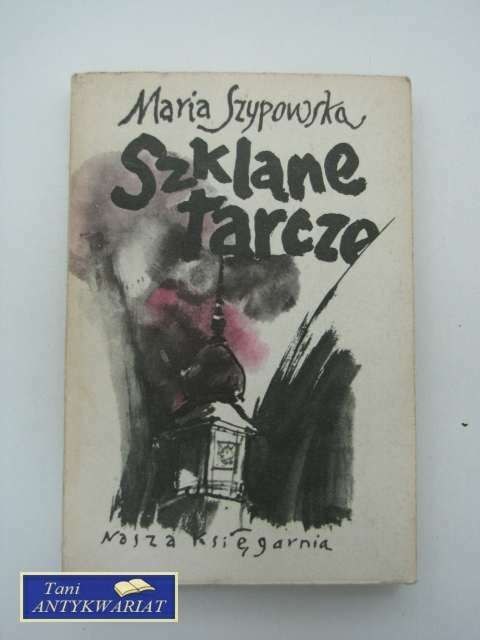 Maria Szypowska
Szklane
tarcze
Nasza Księgarnia
Tani
ANTYKWARIAT